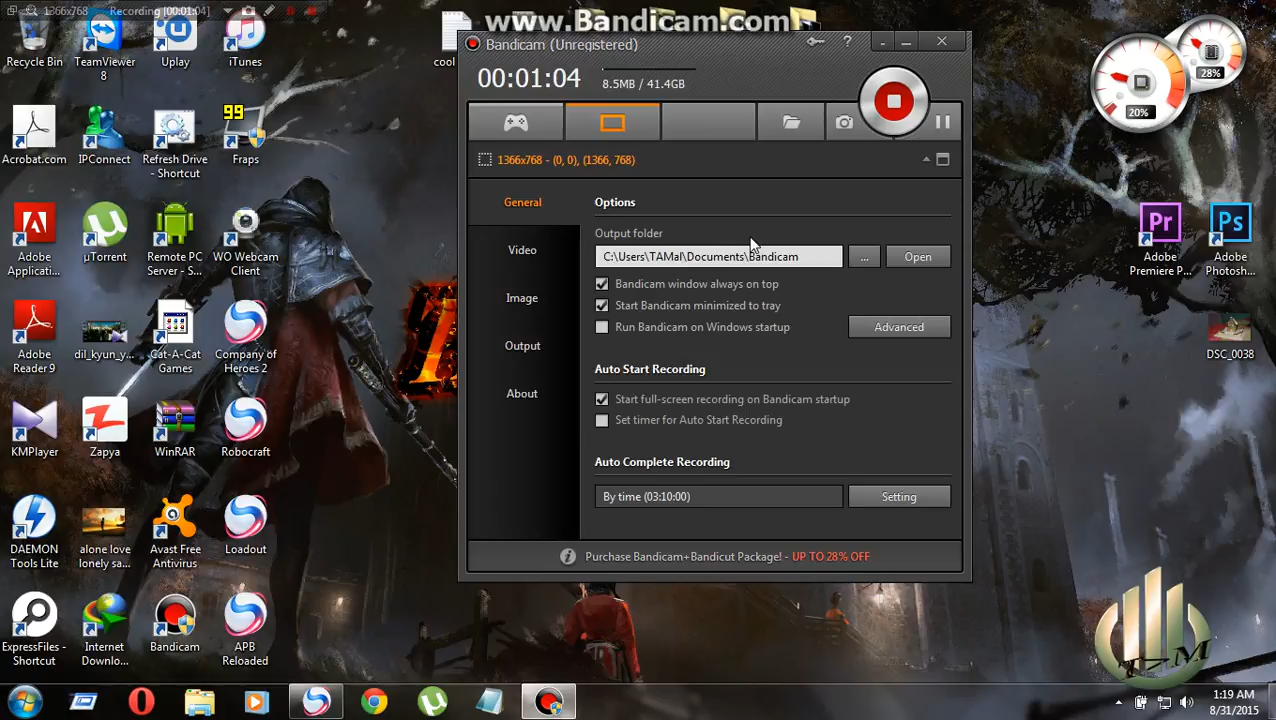 1366x768 Recording [00:01:04]
www.Bandicam.com
Recycle Bin
TeamViewer 8
Uplay
iTunes
cool
Bandicam (Unregistered)
?
00:01:04
8.5MB / 41.4GB
28%
20%
99
Acrobat.com
IPConnect
Refresh Drive - Shortcut
Fraps
1366x768 - (0, 0), (1366, 768)
General
Video
Image
Output
About
Options
Output folder
C:\Users\TAMal\Documents\Bandicam
...
Open
Bandicam window always on top
Start Bandicam minimized to tray
Run Bandicam on Windows startup
Advanced
Auto Start Recording
Start full-screen recording on Bandicam startup
Set timer for Auto Start Recording
Auto Complete Recording
By time (03:10:00)
Setting
Purchase Bandicam+Bandicut Package! - UP TO 28% OFF
Adobe Applicati...
µTorrent
Remote PC Server - S...
WO Webcam Client
Pr
Adobe Premiere P...
Ps
Adobe Photosh...
Adobe Reader 9
dil_kyun_y...
Cat-A-Cat Games
Company of Heroes 2
DSC_0038
KMPlayer
Zapya
WinRAR
Robocraft
DAEMON Tools Lite
alone love lonely sa...
Avast Free Antivirus
Loadout
ExpressFiles - Shortcut
Internet Downlo...
Bandicam
APB Reloaded
TZM
1:19 AM
8/31/2015